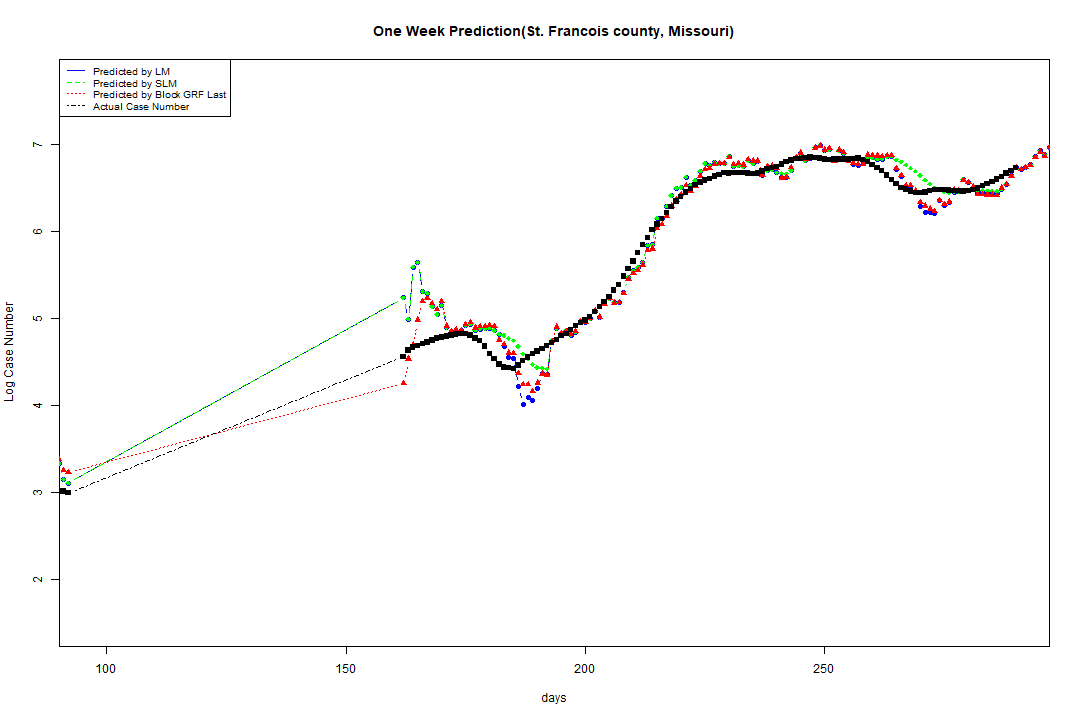 One Week Prediction(St. Francois county, Missouri)
Predicted by LM
Predicted by SLM
Predicted by Block GRF Last
Actual Case Number
7
6
5
4
3
2
Log Case Number
100 150 200 250
days